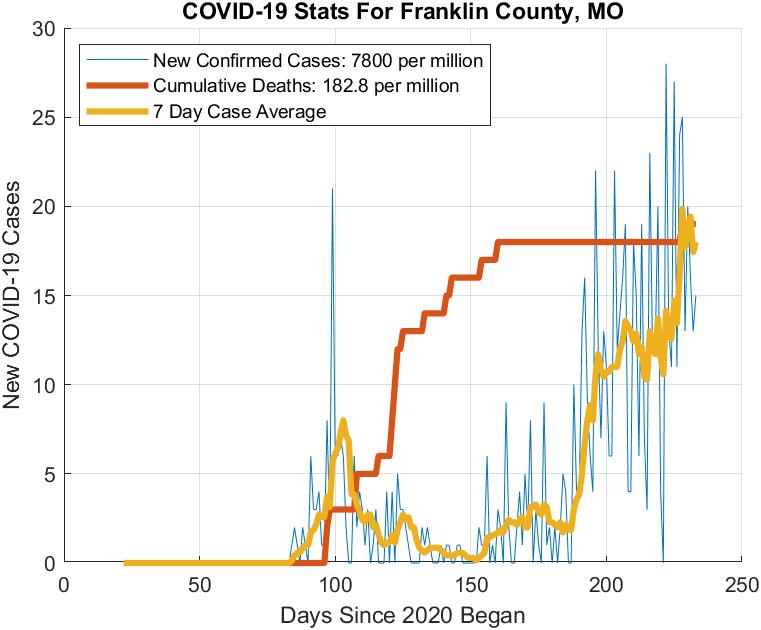 COVID-19 Stats For Franklin County, MO
30
25
20
15
10
5
0
New Confirmed Cases: 7800 per million
Cumulative Deaths: 182.8 per million
7 Day Case Average
New COVID-19 Cases
0
50
100
150
200
250
Days Since 2020 Began